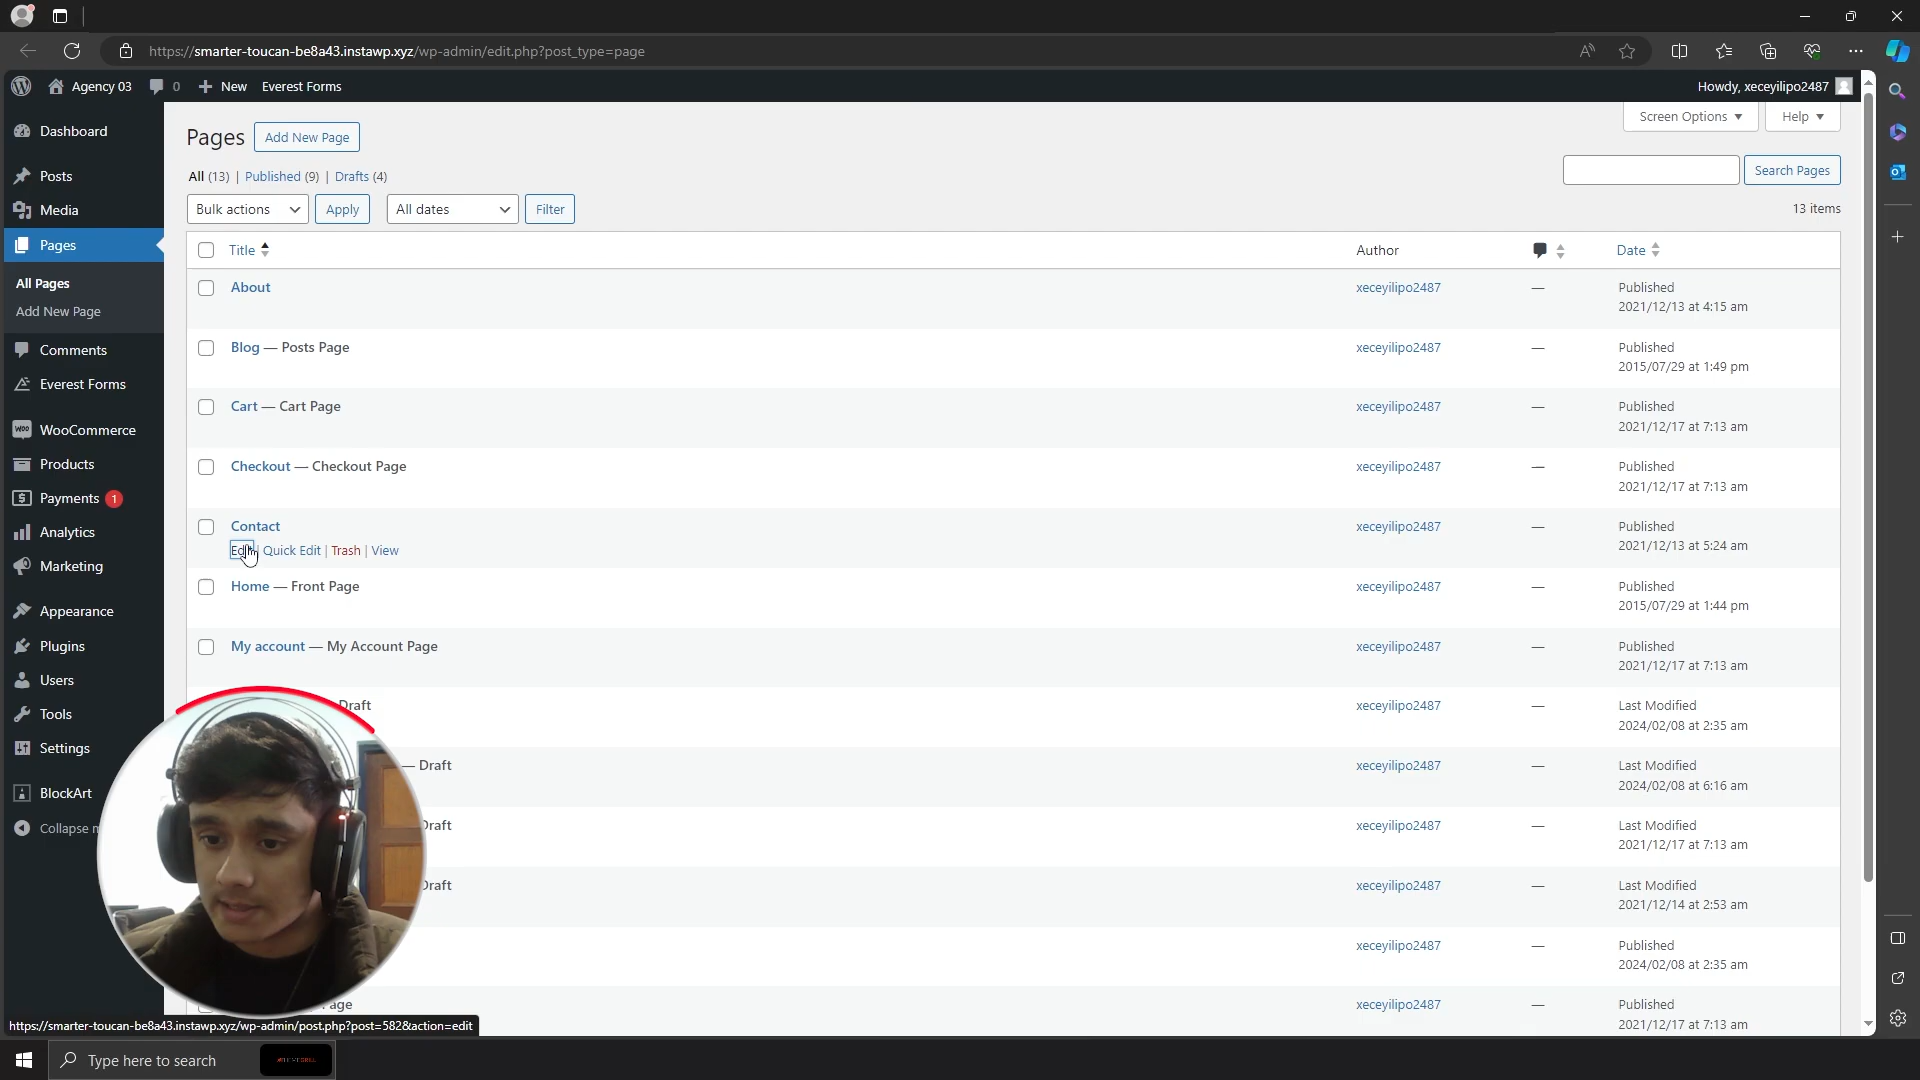 https://smarter-toucan-be8a43.instawp.xyz/wp-admin/edit.php?post_type=page
Agency 03
0
New
Everest Forms
Howdy, xeceyilipo2487
Dashboard
Posts
Media
Pages
All Pages
Add New Page
Comments
Everest Forms
WooCommerce
Products
Payments 1
Analytics
Marketing
Appearance
Plugins
Users
Tools
Settings
BlockArt
Collapse
Pages
Add New Page
Screen Options
Help
All (13) | Published (9) | Drafts (4)
Search Pages
Bulk actions
Apply
All dates
Filter
13 items
Title
Author
Date
About
xeceyilipo2487
—
Published
2021/12/13 at 4:15 am
Blog — Posts Page
xeceyilipo2487
—
Published
2015/07/29 at 1:49 pm
Cart — Cart Page
xeceyilipo2487
—
Published
2021/12/17 at 7:13 am
Checkout — Checkout Page
xeceyilipo2487
—
Published
2021/12/17 at 7:13 am
Contact
Edit | Quick Edit | Trash | View
xeceyilipo2487
—
Published
2021/12/13 at 5:24 am
Home — Front Page
xeceyilipo2487
—
Published
2015/07/29 at 1:44 pm
My account — My Account Page
xeceyilipo2487
—
Published
2021/12/17 at 7:13 am
Draft
xeceyilipo2487
—
Last Modified
2024/02/08 at 2:35 am
— Draft
xeceyilipo2487
—
Last Modified
2024/02/08 at 6:16 am
Draft
xeceyilipo2487
—
Last Modified
2021/12/17 at 7:13 am
Draft
xeceyilipo2487
—
Last Modified
2021/12/14 at 2:53 am
xeceyilipo2487
—
Published
2024/02/08 at 2:35 am
xeceyilipo2487
—
Published
2021/12/17 at 7:13 am
https://smarter-toucan-be8a43.instawp.xyz/wp-admin/post.php?post=582&action=edit
Type here to search